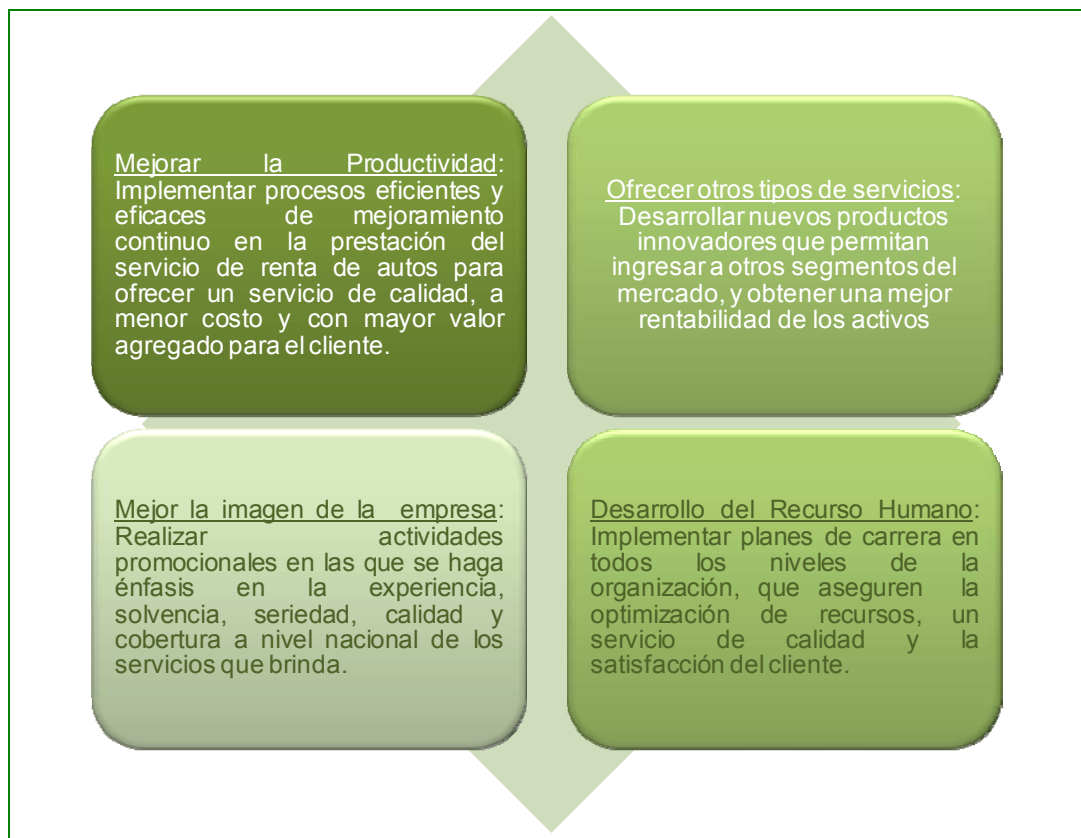 Mejorar la Productividad:
Implementar procesos eficientes y
eficaces de mejoramiento
continuo en la prestación del
servicio de renta de autos para
ofrecer un servicio de calidad, a
menor costo y con mayor valor
agregado para el cliente.
Ofrecer otros tipos de servicios:
Desarrollar nuevos productos
innovadores que permitan
ingresar a otros segmentos del
mercado, y obtener una mejor
rentabilidad de los activos
Mejor la imagen de la empresa:
Realizar actividades
promocionales en las que se haga
énfasis en la experiencia,
solvencia, seriedad, calidad y
cobertura a nivel nacional de los
servicios que brinda.
Desarrollo del Recurso Humano:
Implementar planes de carrera en
todos los niveles de la
organización, que aseguren la
optimización de recursos, un
servicio de calidad y la
satisfacción del cliente.